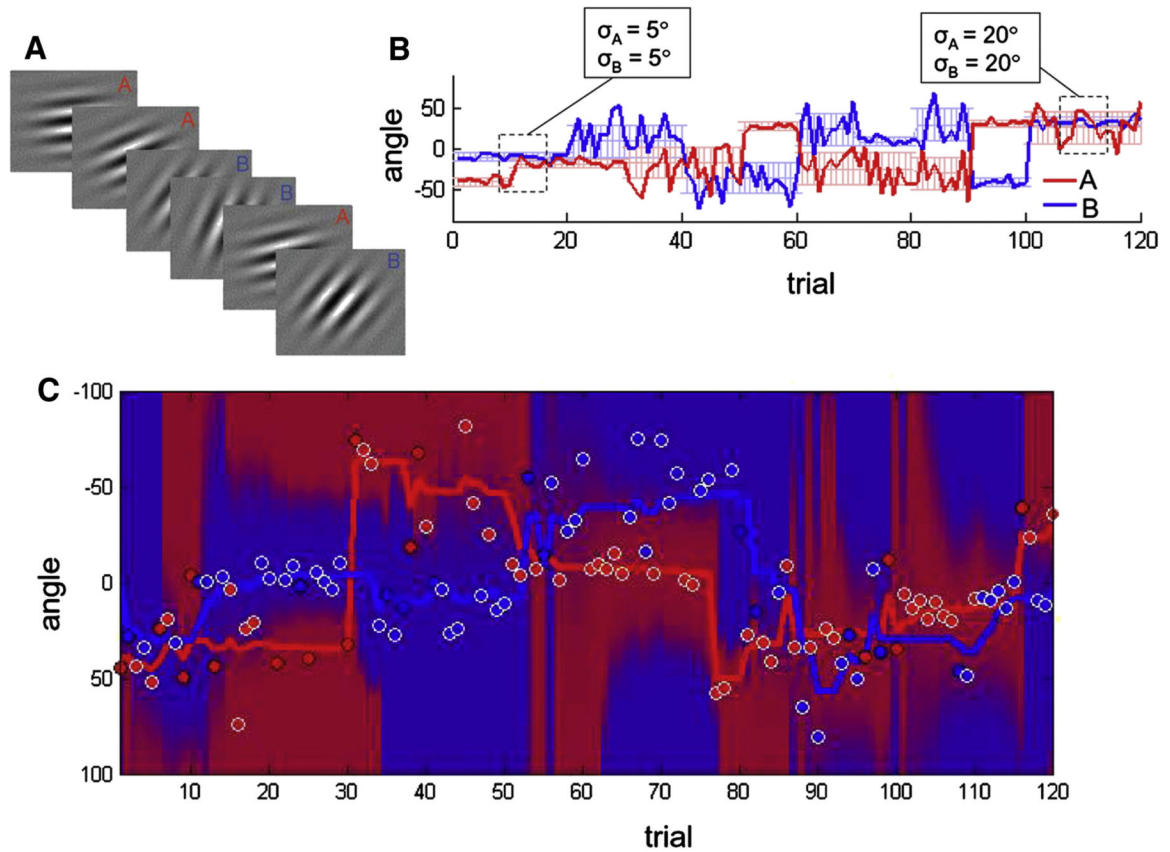 A
A
A
B
B
A
B
B
σA = 5°
σB = 5°
σA = 20°
σB = 20°
angle
50
0
-50
A
B
0 20 40 60 80 100 120
trial
C
angle
-100
-50
0
50
100
10 20 30 40 50 60 70 80 90 100 110 120
trial